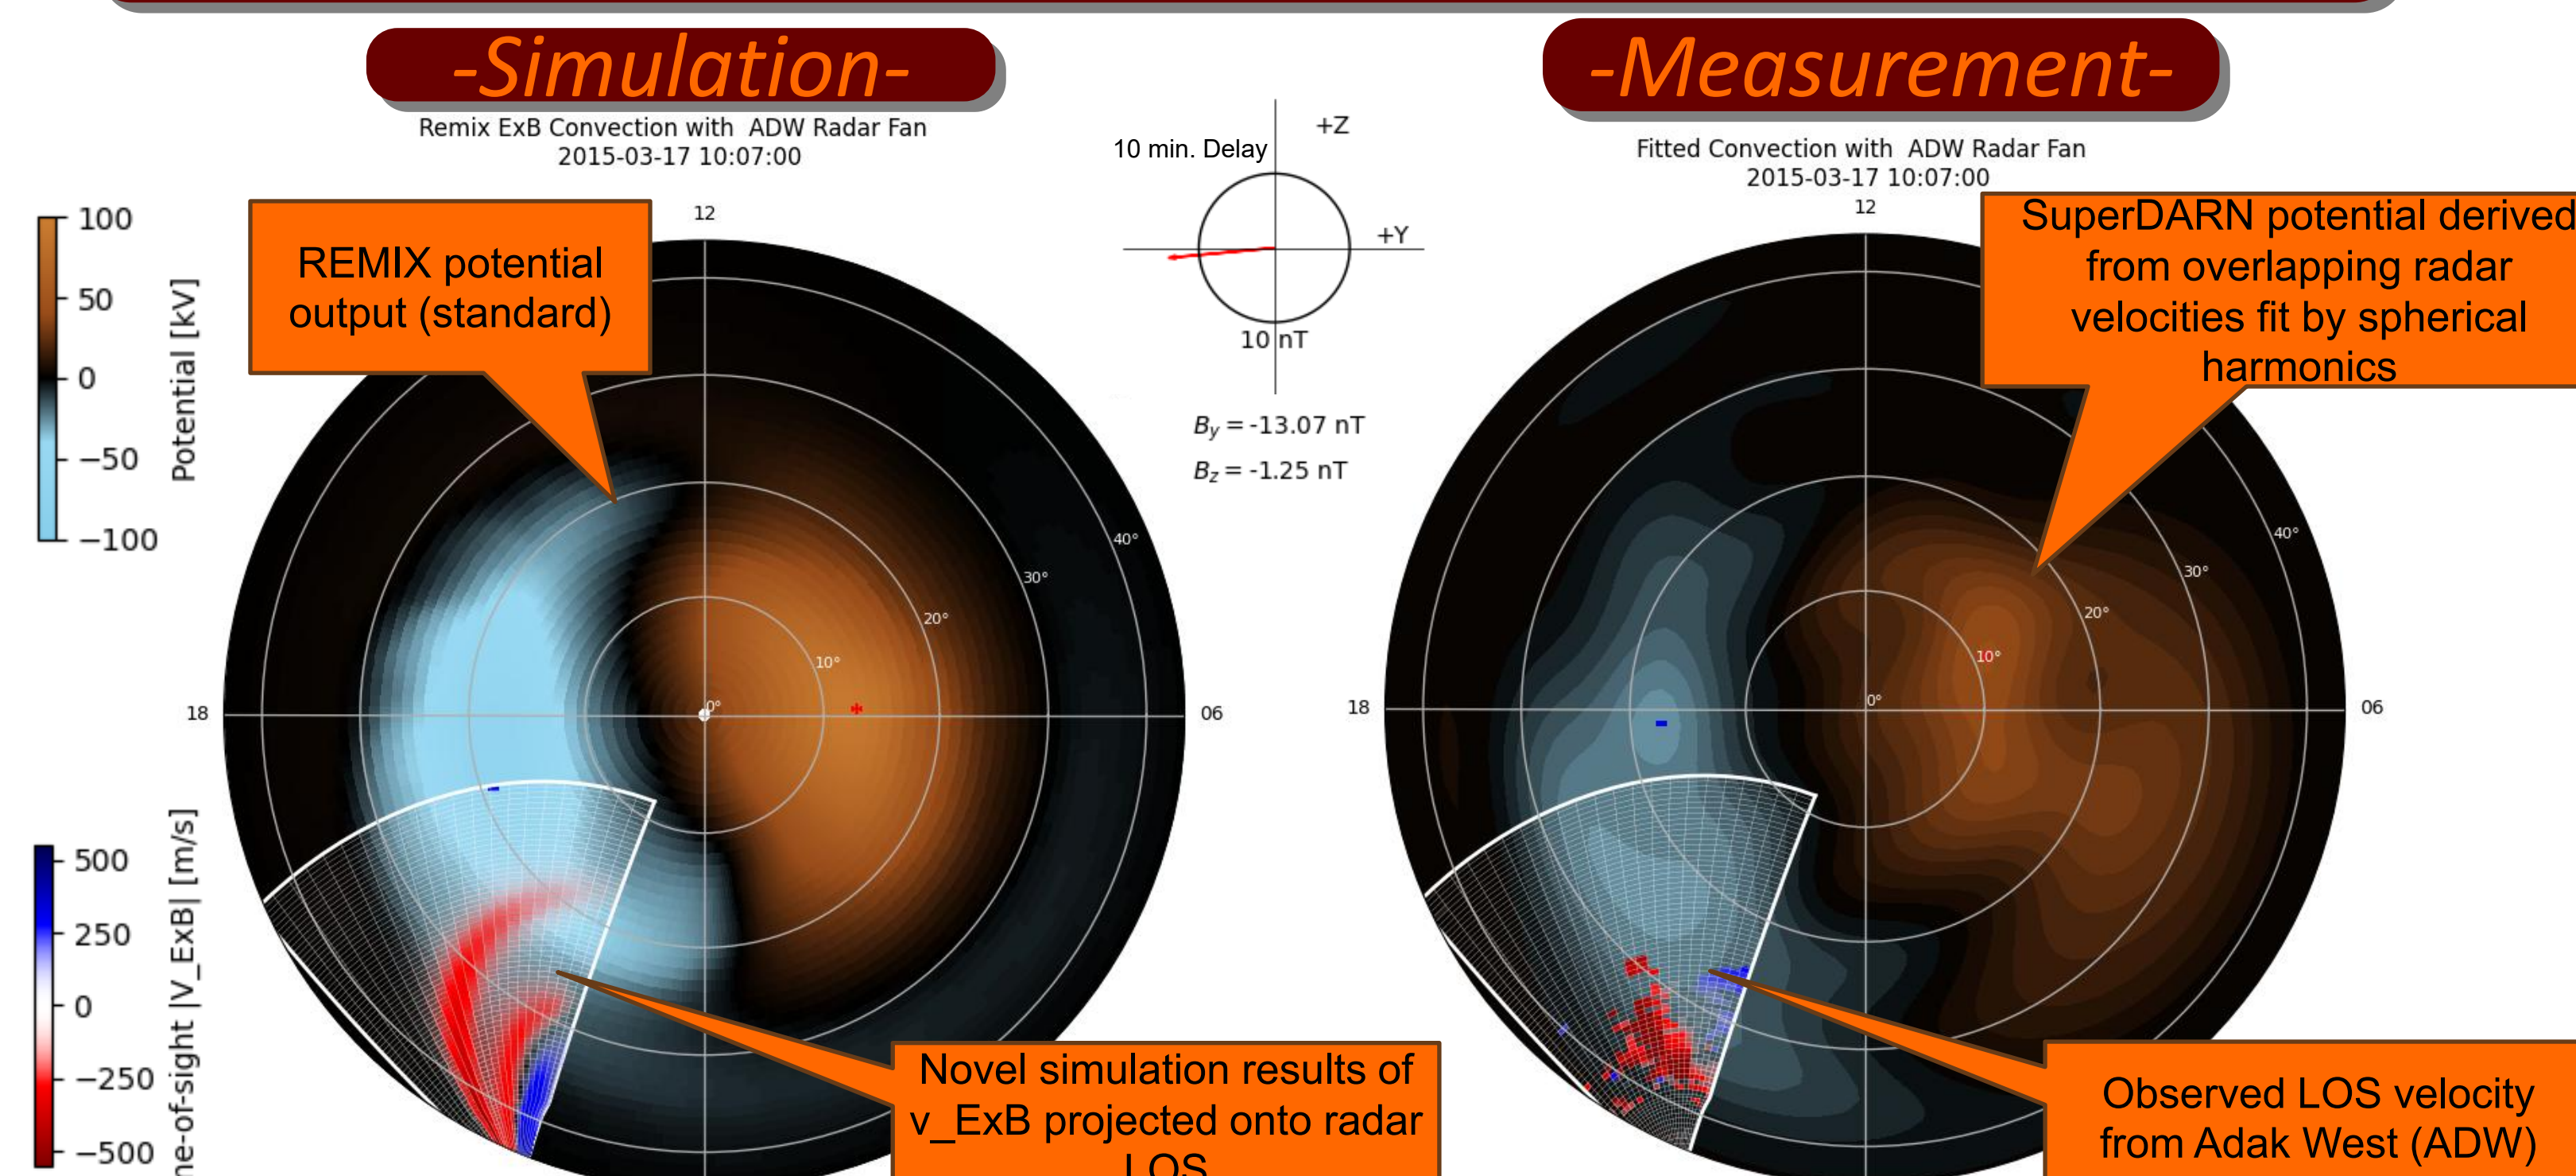 -Simulation-
-Measurement-
Remix ExB Convection with  ADW Radar Fan
2015-03-17 10:07:00
10 min. Delay
+Z
+Y
10 nT
By = -13.07 nT
Bz = -1.25 nT
Fitted Convection with  ADW Radar Fan
2015-03-17 10:07:00
100
50
0
−50
−100
Potential [kV]
REMIX potential
output (standard)
12
18
06
0°
10°
20°
30°
40°
SuperDARN potential derived
from overlapping radar
velocities fit by spherical
harmonics
12
18
06
0°
10°
20°
30°
40°
500
250
0
−250
−500
ne-of-sight |V_ExB| [m/s]
Novel simulation results of
v_ExB projected onto radar
LOS
Observed LOS velocity
from Adak West (ADW)